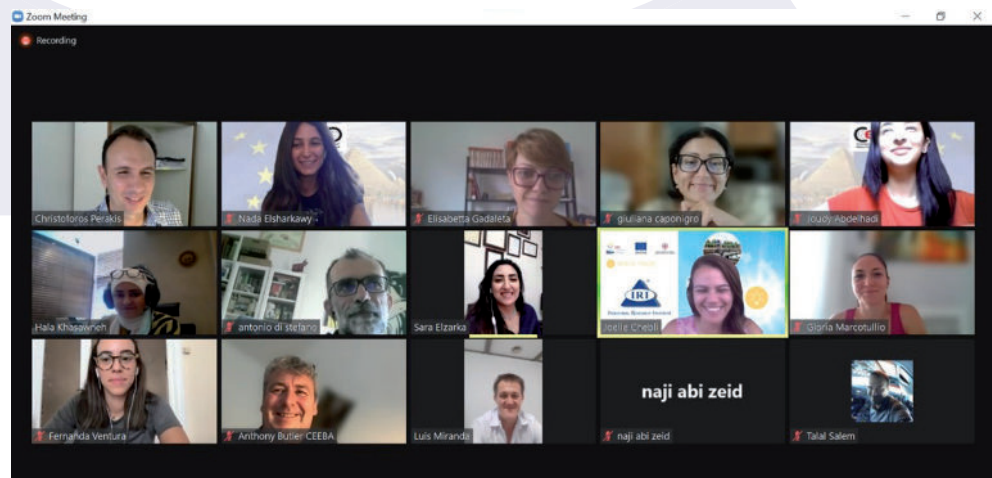 Zoom Meeting
Recording
Christoforos Perakis
Nada Elsharkawy
Elisabetta Gadaleta
giuliana caponigro
Joudy Abdelhadi
Hala Khasawneh
antonio di stefano
Sara Elzarka
IRI
Joelle Chebli
Gloria Marcotullio
Fernanda Ventura
Anthony Butier CEEBA
Luis Miranda
naji abi zeid
naji abi zeid
Talal Salem